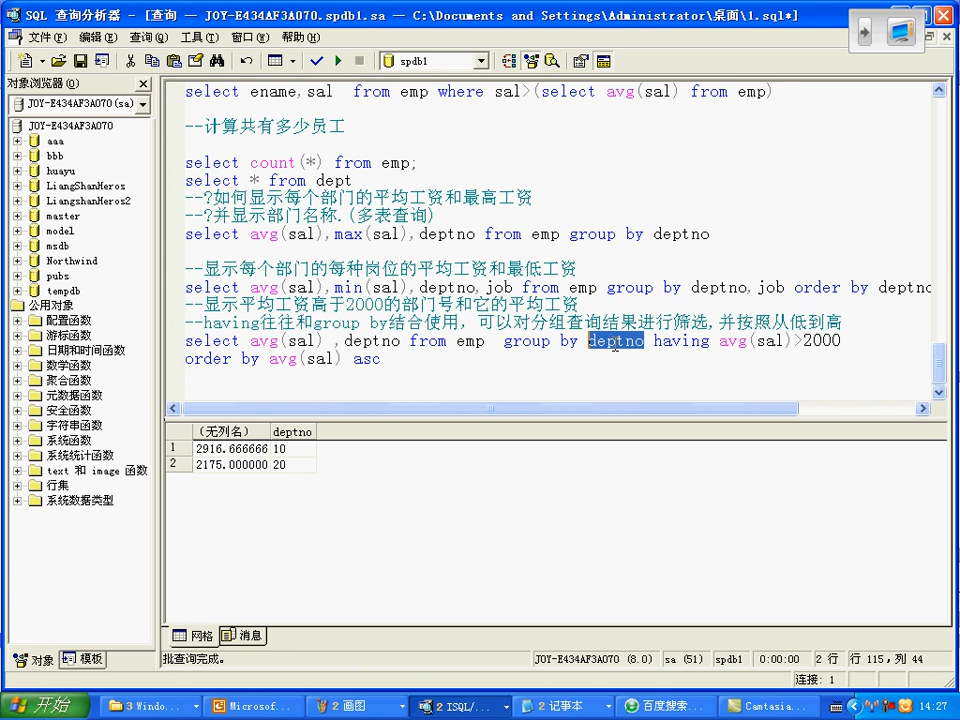 SQL 查询分析器 - [查询 — JOY-E434AF3A070.spdb1.sa — C:\Documents and Settings\Administrator\桌面\1.sql*]
文件(F) 编辑(E) 查询(Q) 工具(T) 窗口(W) 帮助(H)
spdb1
对象浏览器(O)
JOY-E434AF3A070(sa)
JOY-E434AF3A070
aaa
bbb
huayu
LiangShanHeros
LiangshanHeros2
master
model
msdb
Northwind
pubs
tempdb
公用对象
配置函数
游标函数
日期和时间函数
数学函数
聚合函数
元数据函数
安全函数
字符串函数
系统函数
系统统计函数
text 和 image 函数
行集
系统数据类型
对象 模板
select ename,sal  from emp where sal>(select avg(sal) from emp)
--计算共有多少员工
select count(*) from emp;
select * from dept
--?如何显示每个部门的平均工资和最高工资
--?并显示部门名称.(多表查询)
select avg(sal),max(sal),deptno from emp group by deptno
--显示每个部门的每种岗位的平均工资和最低工资
select avg(sal),min(sal),deptno,job from emp group by deptno,job order by deptno
--显示平均工资高于2000的部门号和它的平均工资
--having往往和group by结合使用，可以对分组查询结果进行筛选,并按照从低到高
select avg(sal) ,deptno from emp  group by deptno having avg(sal)>2000
order by avg(sal) asc
(无列名) deptno
1 2916.666666 10
2 2175.000000 20
网格 消息
批查询完成。 JOY-E434AF3A070 (8.0) sa (51) spdb1 0:00:00 2 行 行 115, 列 44
连接: 1
开始 3 Windo... Microsof... 2 画图 2 ISQL/... 2 记事本 百度搜索... Camtasia... 14:27